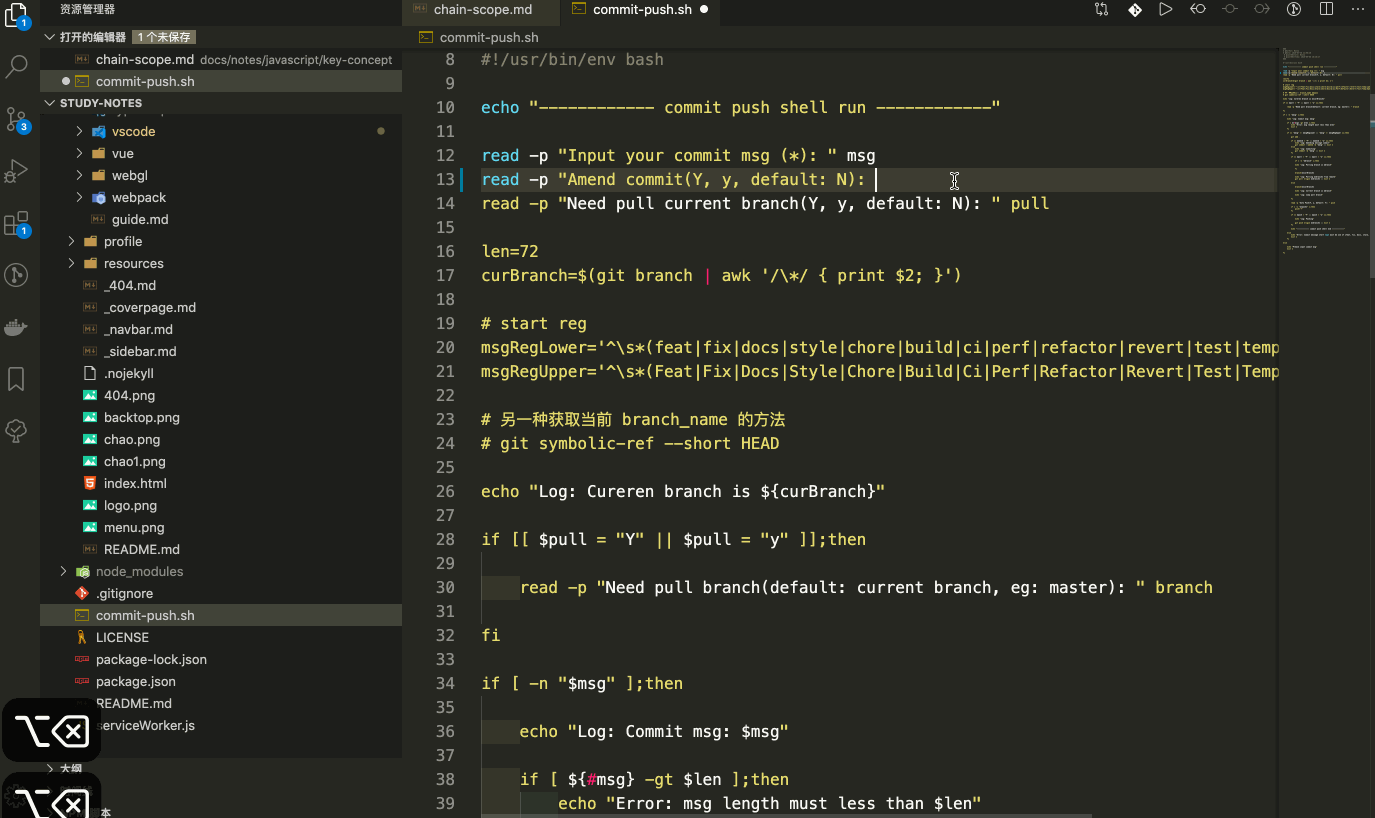 资源管理器
chain-scope.md
commit-push.sh
打开的编辑器 1 个未保存
commit-push.sh
chain-scope.md docs/notes/javascript/key-concept
commit-push.sh
STUDY-NOTES
vscode
vue
webgl
webpack
guide.md
profile
resources
_404.md
_coverpage.md
_navbar.md
_sidebar.md
.nojekyll
404.png
backtop.png
chao.png
chao1.png
index.html
logo.png
menu.png
README.md
node_modules
.gitignore
commit-push.sh
LICENSE
package-lock.json
package.json
README.md
serviceWorker.js
大纲
本
1
3
1
8 #!/usr/bin/env bash
9
10 echo "------------ commit push shell run ------------"
11
12 read -p "Input your commit msg (*): " msg
13 read -p "Amend commit(Y, y, default: N):
14 read -p "Need pull current branch(Y, y, default: N): " pull
15
16 len=72
17 curBranch=$(git branch | awk '/\*/ { print $2; }')
18
19 # start reg
20 msgRegLower='^\s*(feat|fix|docs|style|chore|build|ci|perf|refactor|revert|test|temp
21 msgRegUpper='^\s*(Feat|Fix|Docs|Style|Chore|Build|Ci|Perf|Refactor|Revert|Test|Temp
22
23 # 另一种获取当前 branch_name 的方法
24 # git symbolic-ref --short HEAD
25
26 echo "Log: Cureren branch is ${curBranch}"
27
28 if [[ $pull = "Y" || $pull = "y" ]];then
29
30 read -p "Need pull branch(default: current branch, eg: master): " branch
31
32 fi
33
34 if [ -n "$msg" ];then
35
36 echo "Log: Commit msg: $msg"
37
38 if [ ${#msg} -gt $len ];then
39 echo "Error: msg length must less than $len"